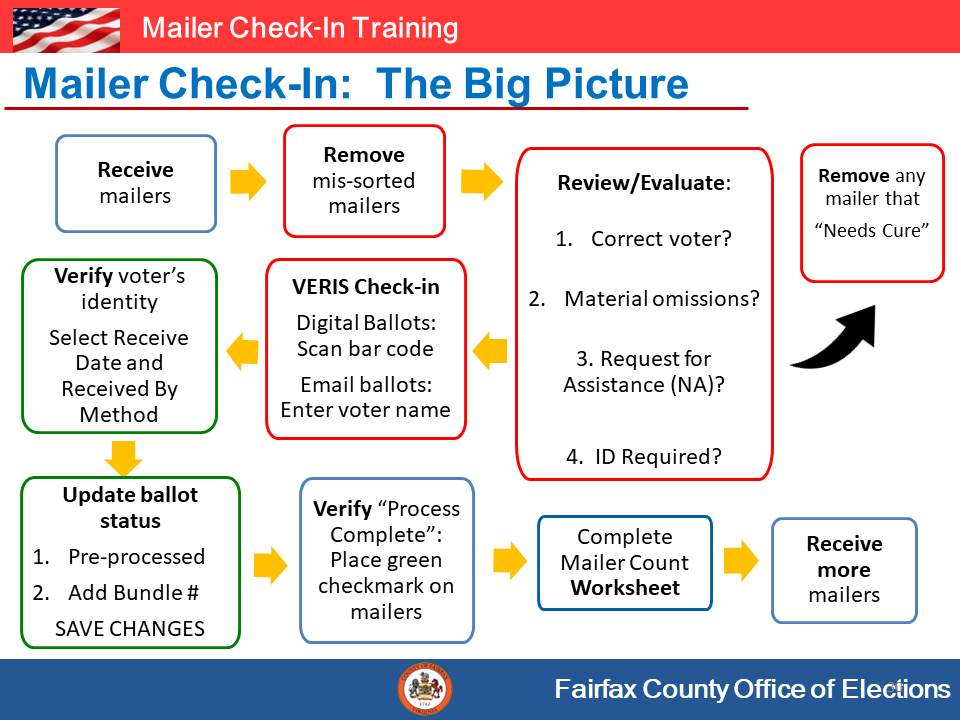 Mailer Check-In Training
Mailer Check-In:  The Big Picture
Receive
mailers
Remove
mis-sorted
mailers
Review/Evaluate:
1. Correct voter?
2. Material omissions?
3. Request for
Assistance (NA)?
4. ID Required?
Remove any
mailer that
“Needs Cure”
VERIS Check-in
Digital Ballots:
Scan bar code
Email ballots:
Enter voter name
Verify voter’s
identity
Select Receive
Date and
Received By
Method
Update ballot
status
1. Pre-processed
2. Add Bundle #
SAVE CHANGES
Verify “Process
Complete”:
Place green
checkmark on
mailers
Complete
Mailer Count
Worksheet
Receive
more
mailers
Fairfax County Office of Elections